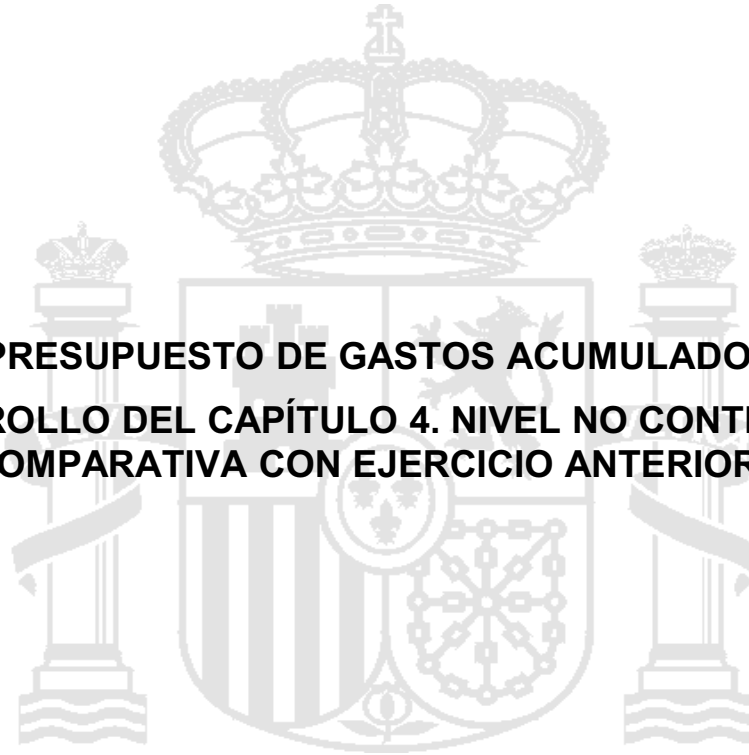 PRESUPUESTO DE GASTOS ACUMULADO
ROLLO DEL CAPÍTULO 4. NIVEL NO CONT
OMPARATIVA CON EJERCICIO ANTERIOR